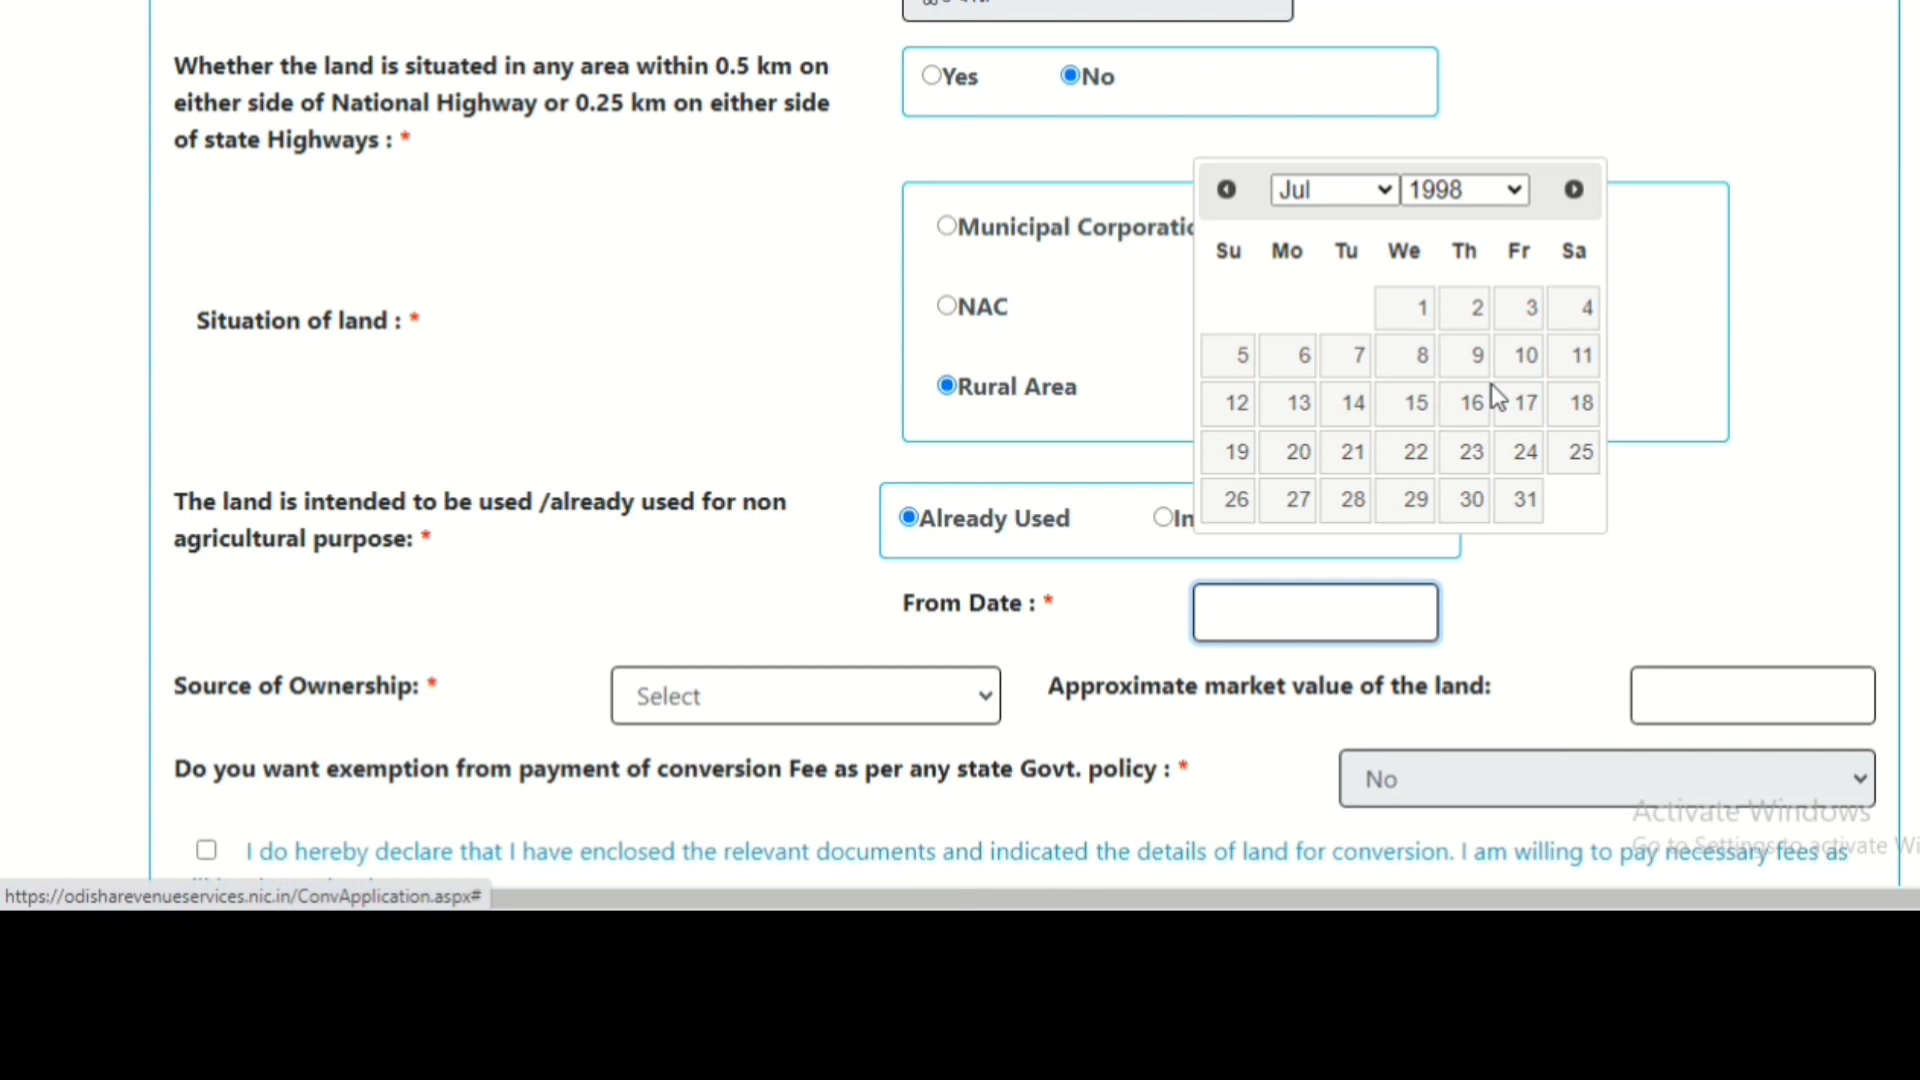 Whether the land is situated in any area within 0.5 km on
either side of National Highway or 0.25 km on either side
of state Highways : *
Yes No
Municipal Corporatio
NAC
Rural Area
Situation of land : *
Jul 1998
Su Mo Tu We Th Fr Sa
1 2 3 4
5 6 7 8 9 10 11
12 13 14 15 16 17 18
19 20 21 22 23 24 25
26 27 28 29 30 31
The land is intended to be used /already used for non
agricultural purpose: *
Already Used In
From Date : *
Source of Ownership: * Select Approximate market value of the land:
Do you want exemption from payment of conversion Fee as per any state Govt. policy : * No
Activate Windows
Go to Settings to activate Wi
I do hereby declare that I have enclosed the relevant documents and indicated the details of land for conversion. I am willing to pay necessary fees as
https://odisharevenueservices.nic.in/ConvApplication.aspx#